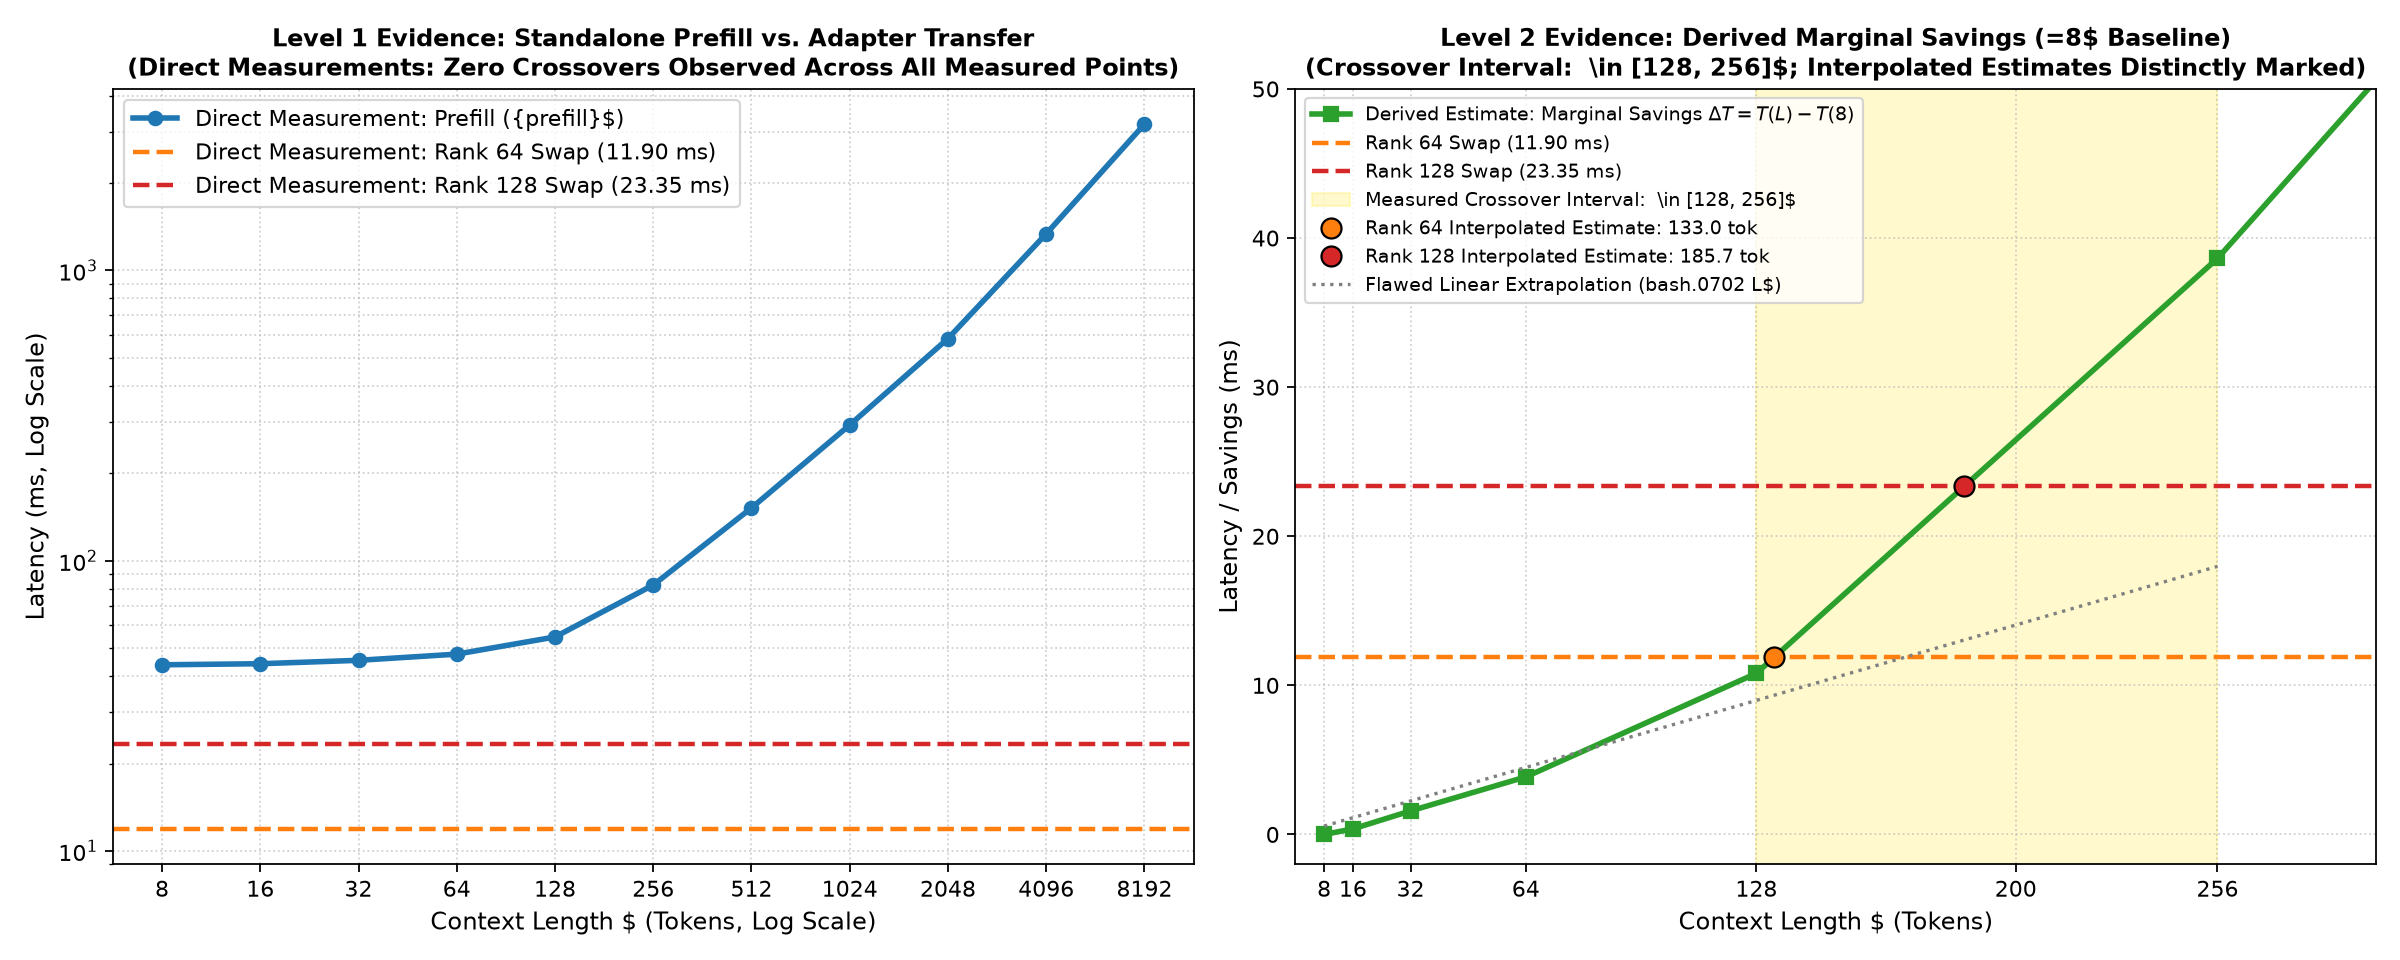 Level 1 Evidence: Standalone Prefill vs. Adapter Transfer
(Direct Measurements: Zero Crossovers Observed Across All Measured Points)
Direct Measurement: Prefill ({prefill}$)
Direct Measurement: Rank 64 Swap (11.90 ms)
Direct Measurement: Rank 128 Swap (23.35 ms)
Latency (ms, Log Scale)
10³
10²
10¹
8 16 32 64 128 256 512 1024 2048 4096 8192
Context Length $ (Tokens, Log Scale)
Level 2 Evidence: Derived Marginal Savings (=8$ Baseline)
(Crossover Interval:  \in [128, 256]$; Interpolated Estimates Distinctly Marked)
Derived Estimate: Marginal Savings ΔT = T(L) − T(8)
Rank 64 Swap (11.90 ms)
Rank 128 Swap (23.35 ms)
Measured Crossover Interval:  \in [128, 256]$
Rank 64 Interpolated Estimate: 133.0 tok
Rank 128 Interpolated Estimate: 185.7 tok
Flawed Linear Extrapolation (bash.0702 L$)
Latency / Savings (ms)
50
40
30
20
10
0
8 16 32 64 128 200 256
Context Length $ (Tokens)